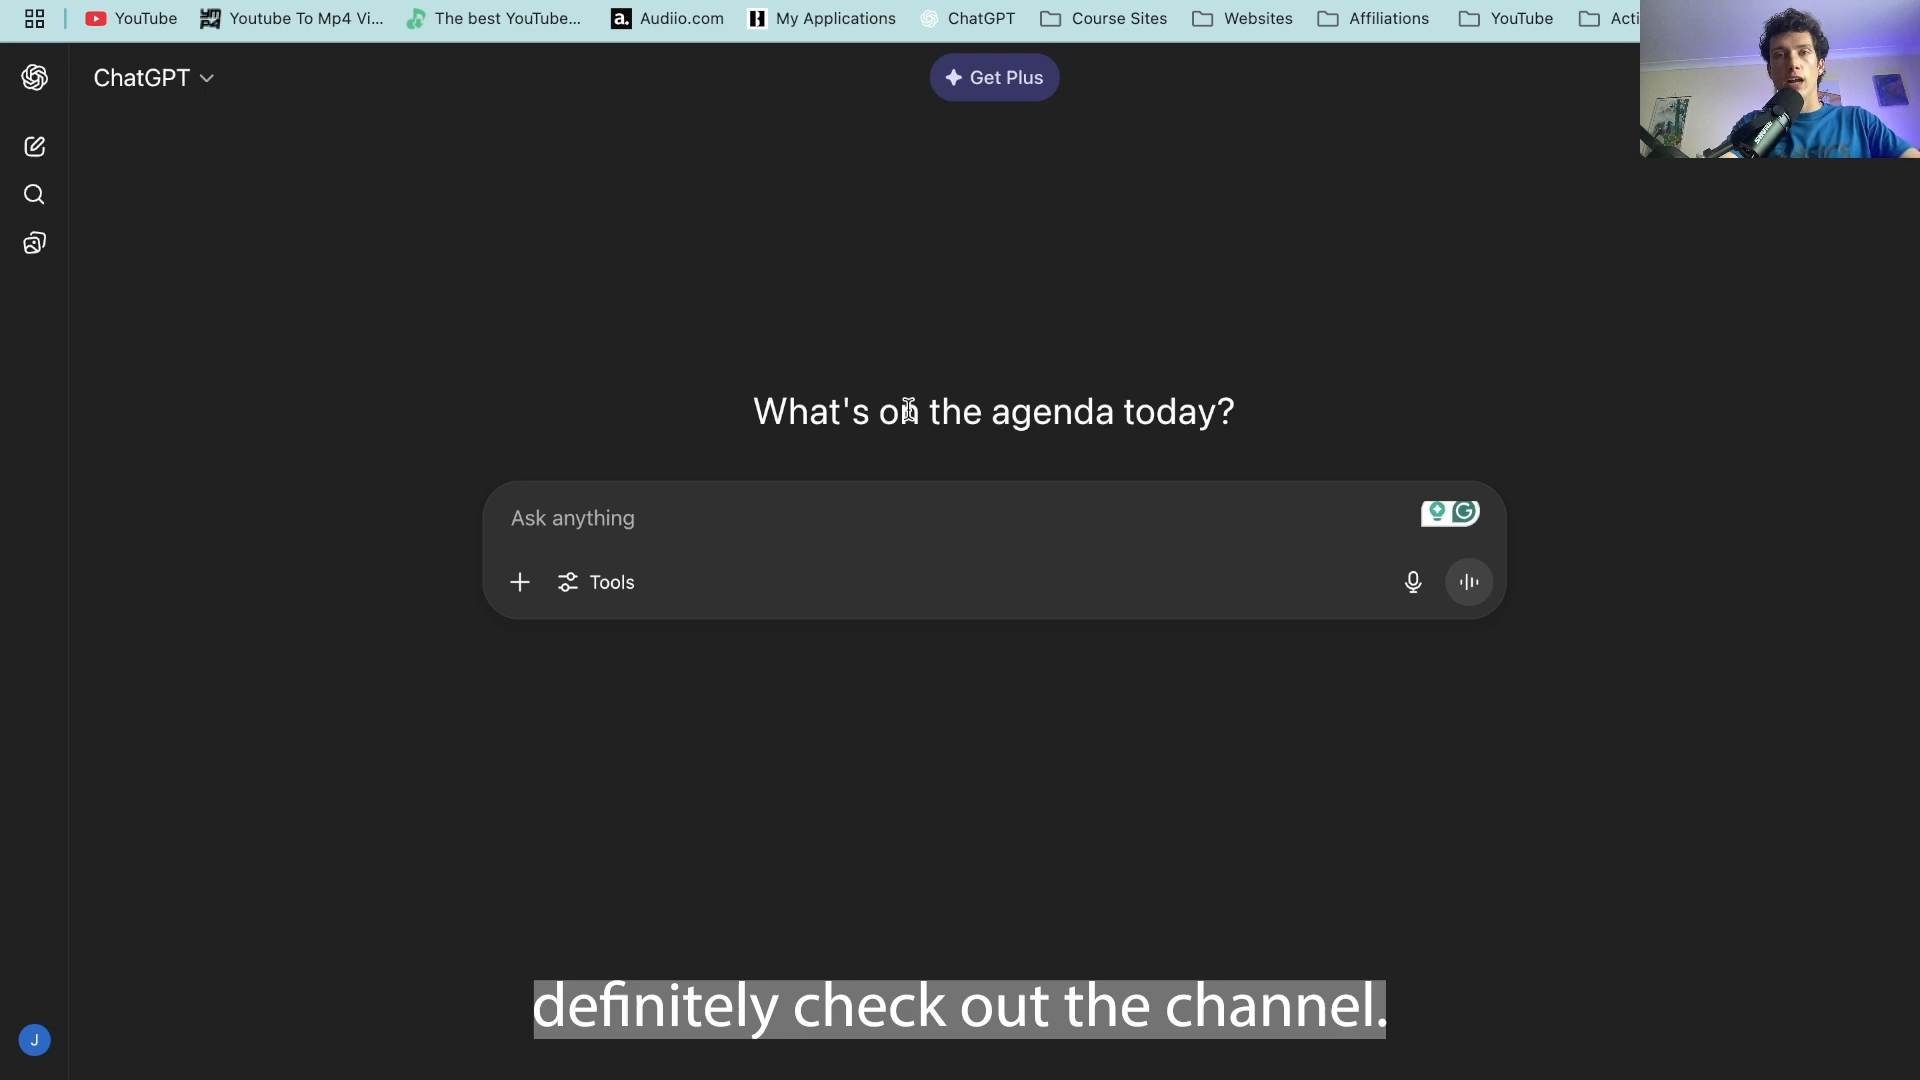 YouTube
Youtube To Mp4 Vi...
The best YouTube...
a. Audiio.com
My Applications
ChatGPT
Course Sites
Websites
Affiliations
YouTube
Acti
ChatGPT
Get Plus
What's on the agenda today?
Ask anything
Tools
definitely check out the channel.
J